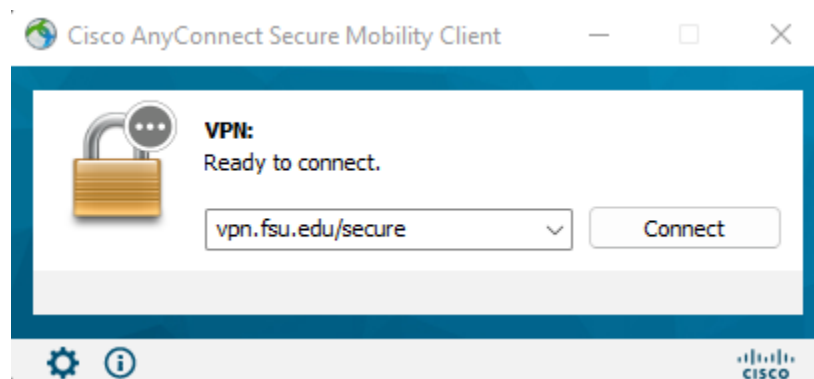 Cisco AnyConnect Secure Mobility Client
VPN:
Ready to connect.
vpn.fsu.edu/secure
Connect
CISCO